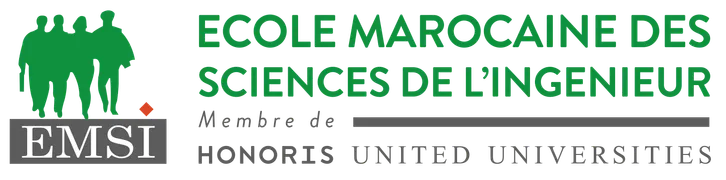 ECOLE MAROCAINE DES
SCIENCES DE L'INGENIEUR
Membre de
HONORIS UNITED UNIVERSITIES
EMSI